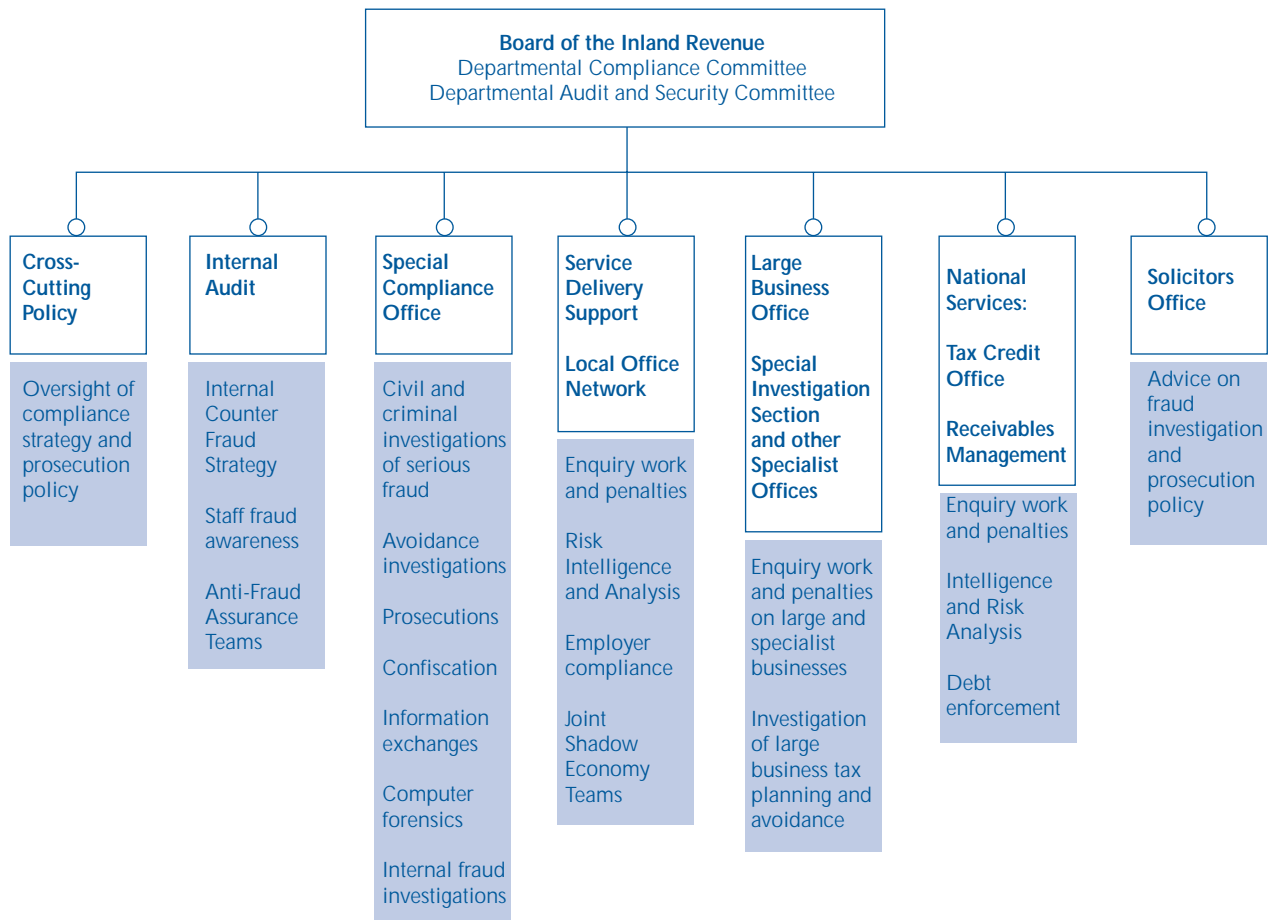 Board of the Inland Revenue
Departmental Compliance Committee
Departmental Audit and Security Committee
Cross-
Cutting
Policy
Oversight of
compliance
strategy and
prosecution
policy
Internal
Audit
Internal
Counter
Fraud
Strategy
Staff fraud
awareness
Anti-Fraud
Assurance
Teams
Special
Compliance
Office
Civil and
criminal
investigations
of serious
fraud
Avoidance
investigations
Prosecutions
Confiscation
Information
exchanges
Computer
forensics
Internal fraud
investigations
Service
Delivery
Support
Local Office
Network
Enquiry work
and penalties
Risk
Intelligence
and Analysis
Employer
compliance
Joint
Shadow
Economy
Teams
Large
Business
Office
Special
Investigation
Section
and other
Specialist
Offices
Enquiry work
and penalties
on large and
specialist
businesses
Investigation
of large
business tax
planning and
avoidance
National
Services:
Tax Credit
Office
Receivables
Management
Enquiry work
and penalties
Intelligence
and Risk
Analysis
Debt
enforcement
Solicitors
Office
Advice on
fraud
investigation
and
prosecution
policy